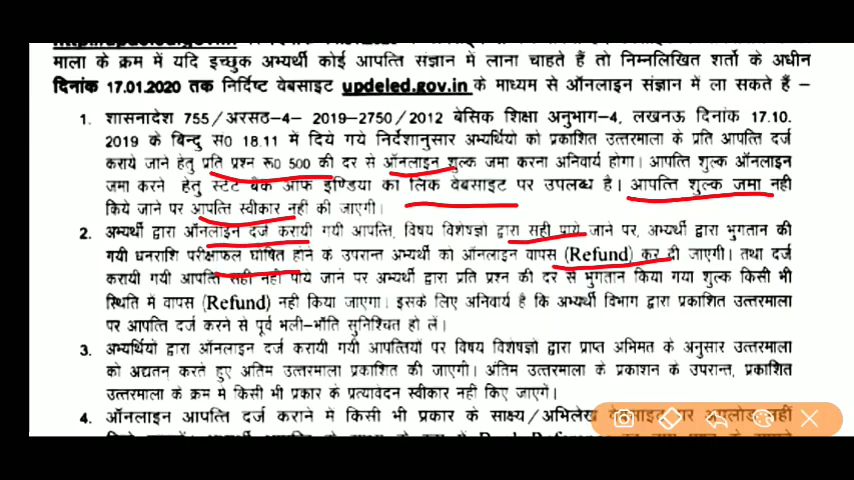 माला के क्रम में यदि इच्छुक अभ्यर्थी कोई आपत्ति संज्ञान में लाना चाहते हैं तो निम्नलिखित शर्तो के अधीन
दिनांक 17.01.2020 तक निर्दिष्ट वेबसाइट updeled.gov.in के माध्यम से ऑनलाइन संज्ञान में ला सकते हैं –
1. शासनादेश 755/अरसठ-4- 2019-2750/2012 बेसिक शिक्षा अनुभाग-4, लखनऊ दिनांक 17.10.
2019 के बिन्दु सं0 18.11 में दिये गये निर्देशानुसार अभ्यर्थियो को प्रकाशित उत्तरमाला के प्रति आपत्ति दर्ज
कराये जाने हेतु प्रति प्रश्न रू0 500 की दर से ऑनलाइन शुल्क जमा करना अनिवार्य होगा। आपत्ति शुल्क ऑनलाइन
जमा करने हेतु स्टेट बैंक ऑफ इण्डिया का लिंक वेबसाइट पर उपलब्ध है। आपत्ति शुल्क जमा नही
किये जाने पर आपत्ति स्वीकार नही की जाएगी।
2. अभ्यर्थी द्वारा ऑनलाइन दर्ज करायी गयी आपत्ति, विषय विशेषज्ञो द्वारा सही पाये जाने पर, अभ्यर्थी द्वारा भुगतान की
गयी धनराशि परीक्षाफल घोषित होने के उपरान्त अभ्यर्थी को ऑनलाइन वापस (Refund) कर दी जाएगी। तथा दर्ज
करायी गयी आपत्ति सही नही पाये जाने पर अभ्यर्थी द्वारा प्रति प्रश्न की दर से भुगतान किया गया शुल्क किसी भी
स्थिति में वापस (Refund) नही किया जाएगा। इसके लिए अनिवार्य है कि अभ्यर्थी विभाग द्वारा प्रकाशित उत्तरमाला
पर आपत्ति दर्ज करने से पूर्व भली-भाँति सुनिश्चित हो लें।
3. अभ्यर्थियो द्वारा ऑनलाइन दर्ज करायी गयी आपत्तियों पर विषय विशेषज्ञो द्वारा प्राप्त अभिमत के अनुसार उत्तरमाला
को अद्यतन करते हुए अंतिम उत्तरमाला प्रकाशित की जाएगी। अंतिम उत्तरमाला के प्रकाशन के उपरान्त, प्रकाशित
उत्तरमाला के क्रम में किसी भी प्रकार के प्रत्यावेदन स्वीकार नही किए जाएगें।
4. ऑनलाइन आपत्ति दर्ज कराने में किसी भी प्रकार के साक्ष्य/अभिलेख वेबसाइट पर अपलोड नहीं